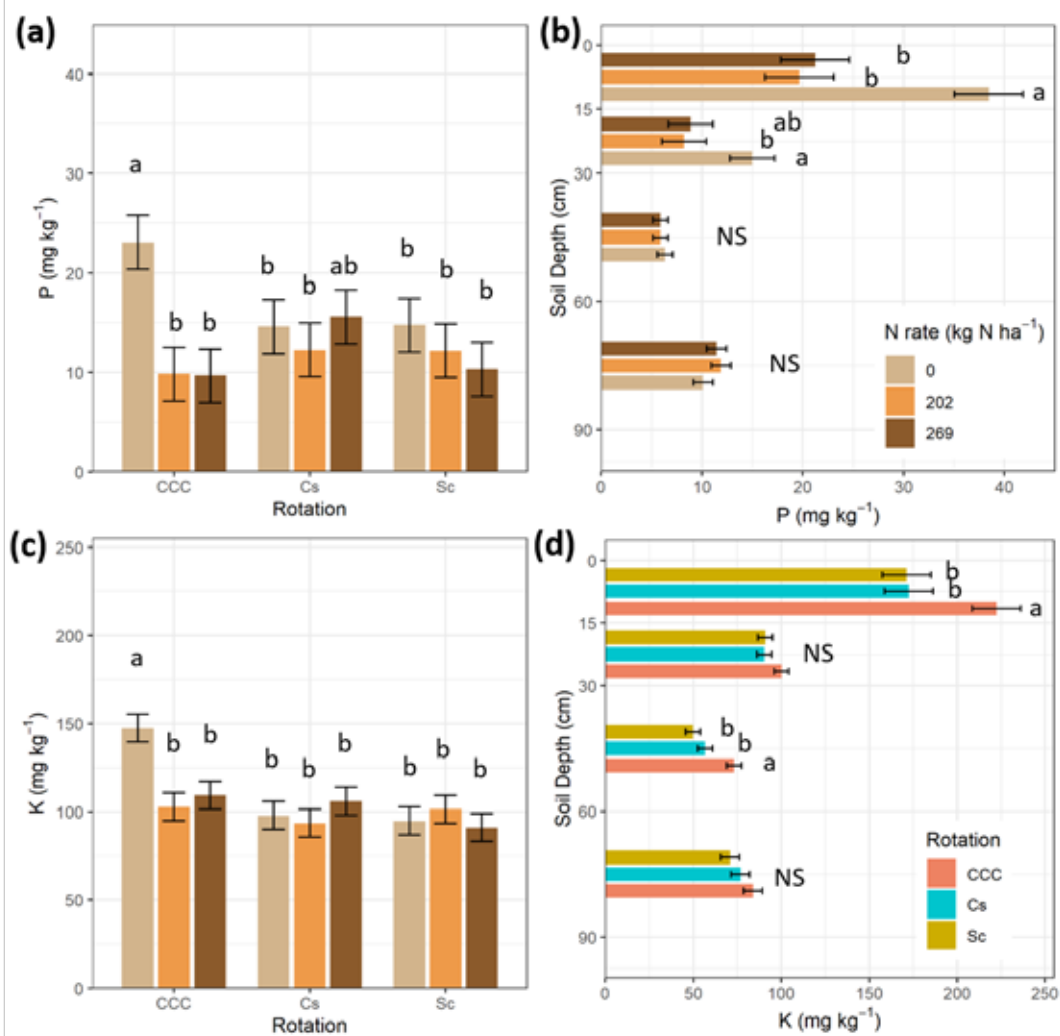 (a)
P (mg kg⁻¹)
40
30
20
10
0
a
b b
b b ab
b b b
CCC Cs Sc
Rotation
(b)
Soil Depth (cm)
0
15
30
60
90
b
b
a
ab
b
a
NS
NS
N rate (kg N ha⁻¹)
0
202
269
0 10 20 30 40
P (mg kg⁻¹)
(c)
K (mg kg⁻¹)
250
200
150
100
50
0
a
b b
b b b
b b b
CCC Cs Sc
Rotation
(d)
Soil Depth (cm)
0
15
30
60
90
b
b
a
NS
b
b
a
NS
Rotation
CCC
Cs
Sc
0 50 100 150 200 250
K (mg kg⁻¹)